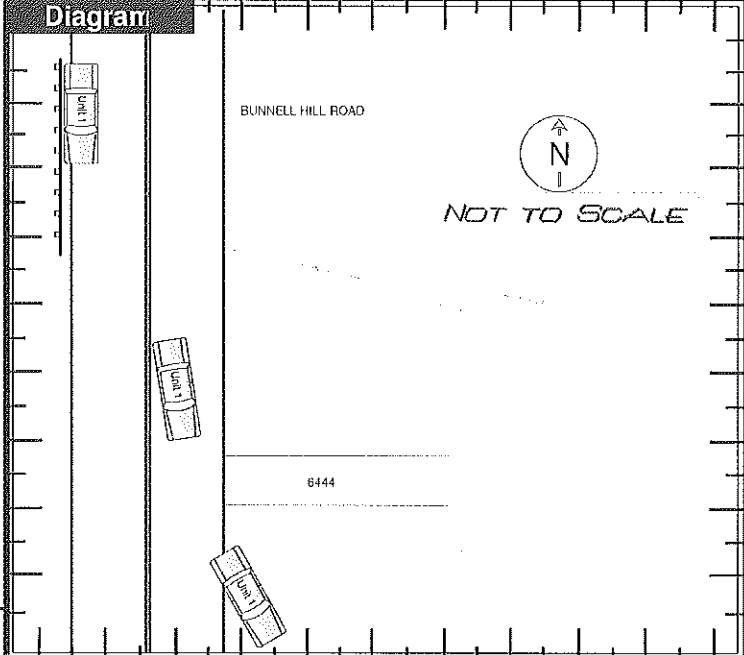 Diagram
Unit 1
BUNNELL HILL ROAD
N
NOT TO SCALE
Unit 1
6444
Unit 1